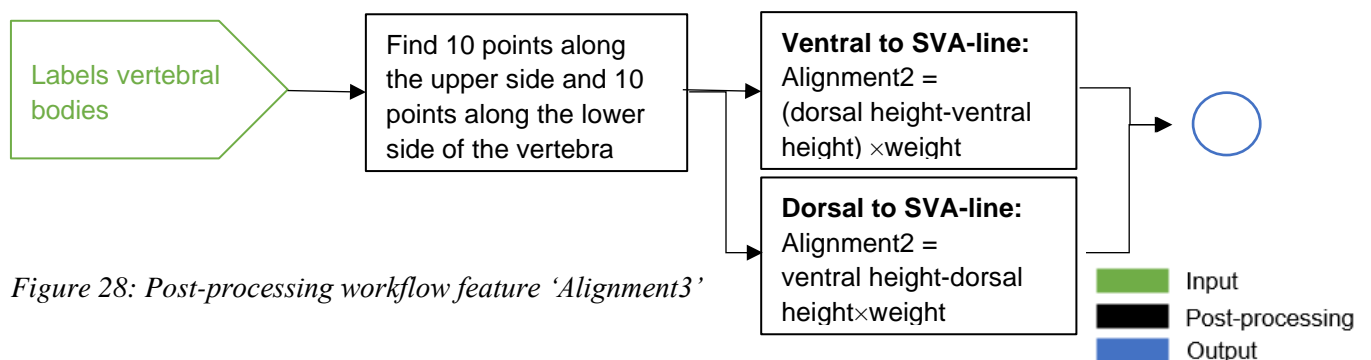 Labels vertebral
bodies
Find 10 points along
the upper side and 10
points along the lower
side of the vertebra
Ventral to SVA-line:
Alignment2 =
(dorsal height-ventral
height) ×weight
Dorsal to SVA-line:
Alignment2 =
ventral height-dorsal
height×weight
Figure 28: Post-processing workflow feature ‘Alignment3’
Input
Post-processing
Output